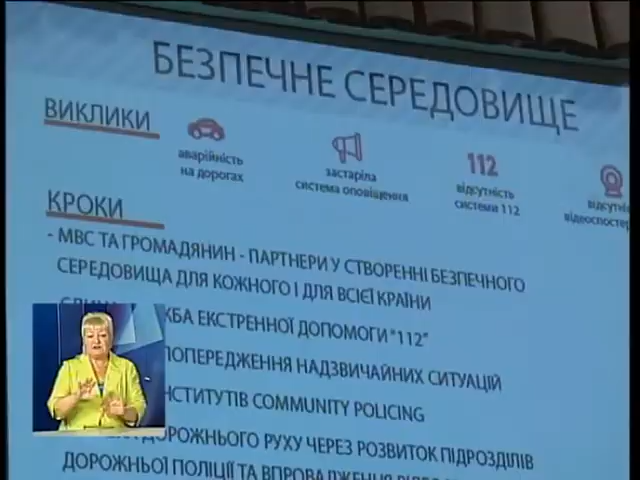 БЕЗПЕЧНЕ СЕРЕДОВИЩЕ
ВИКЛИКИ
аварійність
на дорогах
застаріла
система оповіщення
112
відсутність
системи 112
КРОКИ
- МВС ТА ГРОМАДЯНИН - ПАРТНЕРИ У СТВОРЕННІ БЕЗПЕЧНОГО
СЕРЕДОВИЩА ДЛЯ КОЖНОГО І ДЛЯ ВСІЄЇ КРАЇНИ
ЕКСТРЕННОЇ ДОПОМОГИ "112"
ПОПЕРЕДЖЕННЯ НАДЗВИЧАЙНИХ СИТУАЦІЙ
ІНСТИТУТІВ COMMUNITY POLICING
ДОРОЖНЬОГО РУХУ ЧЕРЕЗ РОЗВИТОК ПІДРОЗДІЛІВ
ДОРОЖНЬОЇ ПОЛІЦІЇ ТА ВПРОВАДЖЕННЯ